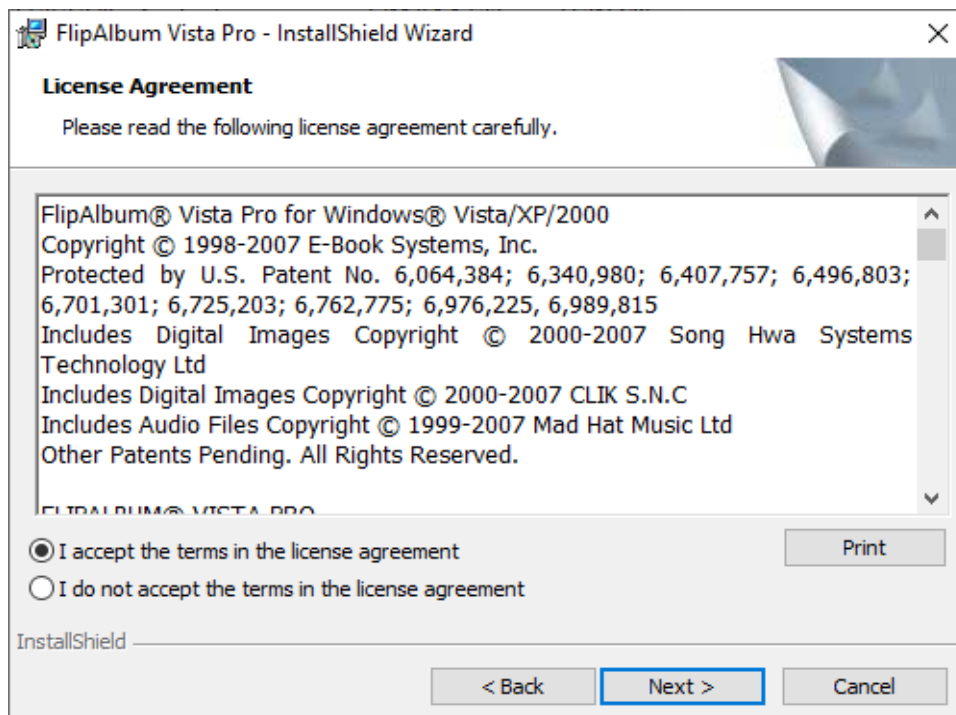 FlipAlbum Vista Pro - InstallShield Wizard
License Agreement
Please read the following license agreement carefully.
FlipAlbum® Vista Pro for Windows® Vista/XP/2000
Copyright © 1998-2007 E-Book Systems, Inc.
Protected by U.S. Patent No. 6,064,384; 6,340,980; 6,407,757; 6,496,803;
6,701,301; 6,725,203; 6,762,775; 6,976,225, 6,989,815
Includes Digital Images Copyright © 2000-2007 Song Hwa Systems
Technology Ltd
Includes Digital Images Copyright © 2000-2007 CLIK S.N.C
Includes Audio Files Copyright © 1999-2007 Mad Hat Music Ltd
Other Patents Pending. All Rights Reserved.
FLIPALBUM® VISTA PRO
I accept the terms in the license agreement
Print
I do not accept the terms in the license agreement
InstallShield
< Back
Next >
Cancel